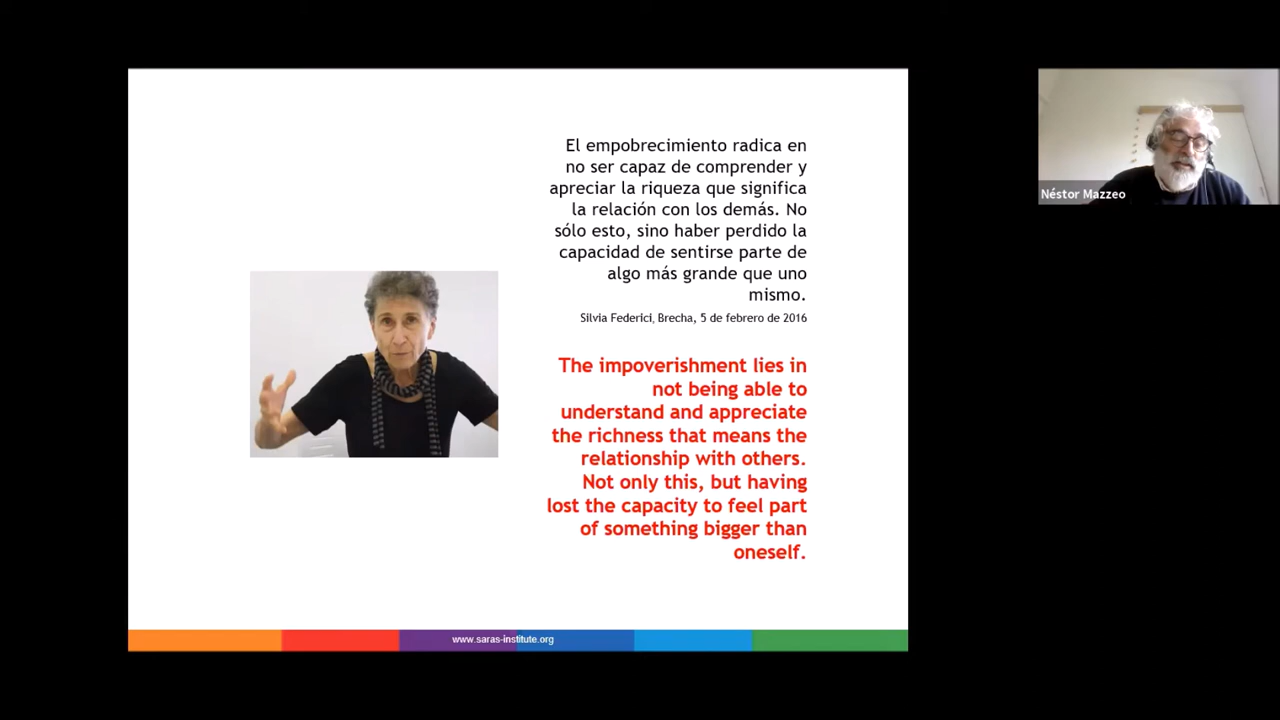 El empobrecimiento radica en
no ser capaz de comprender y
apreciar la riqueza que significa
la relación con los demás. No
sólo esto, sino haber perdido la
capacidad de sentirse parte de
algo más grande que uno
mismo.
Silvia Federici, Brecha, 5 de febrero de 2016
The impoverishment lies in
not being able to
understand and appreciate
the richness that means the
relationship with others.
Not only this, but having
lost the capacity to feel part
of something bigger than
oneself.
www.saras-institute.org
Néstor Mazzeo